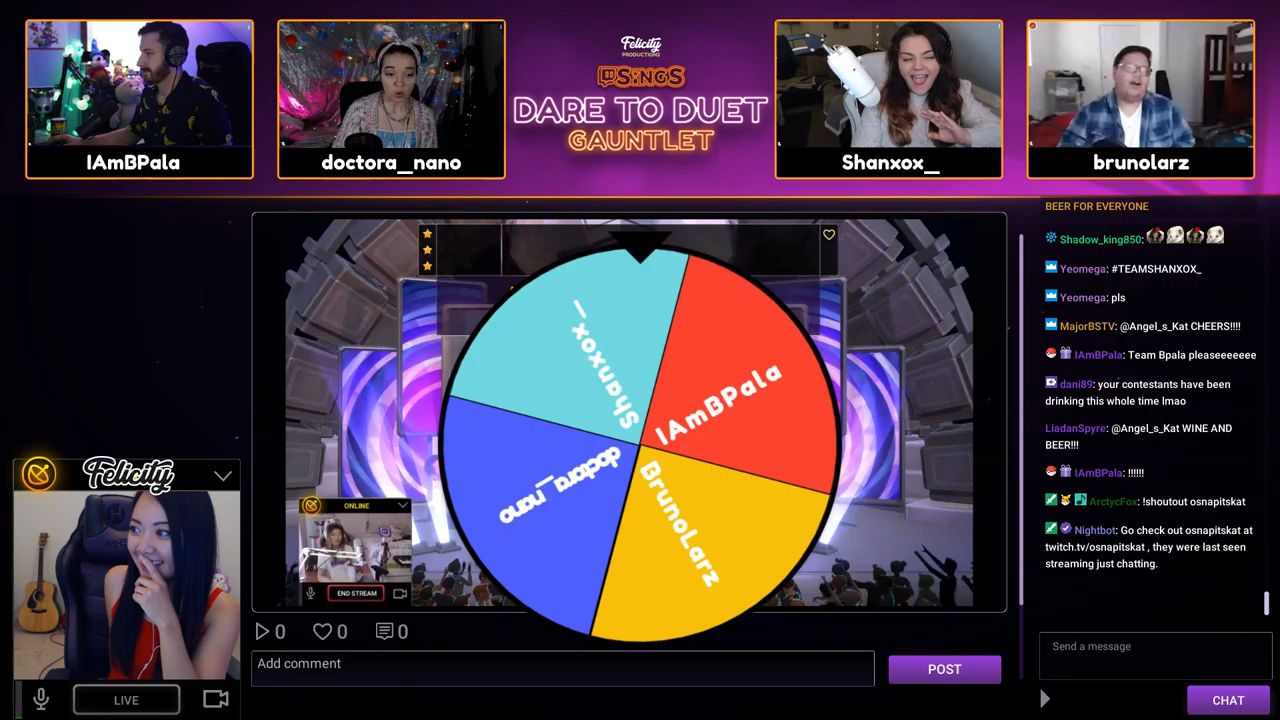 IAmBPala
doctora__nano
Felicity
PRODUCTIONS
SiNGS
DARE TO DUET
GAUNTLET
Shanxox_
brunolarz
BEER FOR EVERYONE
Shadow_king850:
Yeomega: #TEAMSHANXOX_
Yeomega: pls
MajorBSTV: @Angel_s_Kat CHEERS!!!!
IAmBPala: Team Bpala pleaseeeeeee
dani89: your contestants have been
drinking this whole time lmao
LiadanSpyre: @Angel_s_Kat WINE AND
BEER!!!
IAmBPala: !!!!!!
ArctycFox: !shoutout osnapitskat
Nightbot: Go check out osnapitskat at
twitch.tv/osnapitskat , they were last seen
streaming just chatting.
Shanxox_
IAmBPala
doctora_nano
BrunoLarz
ONLINE
END STREAM
Felicity
LIVE
0 0 0
Add comment
POST
Send a message
CHAT